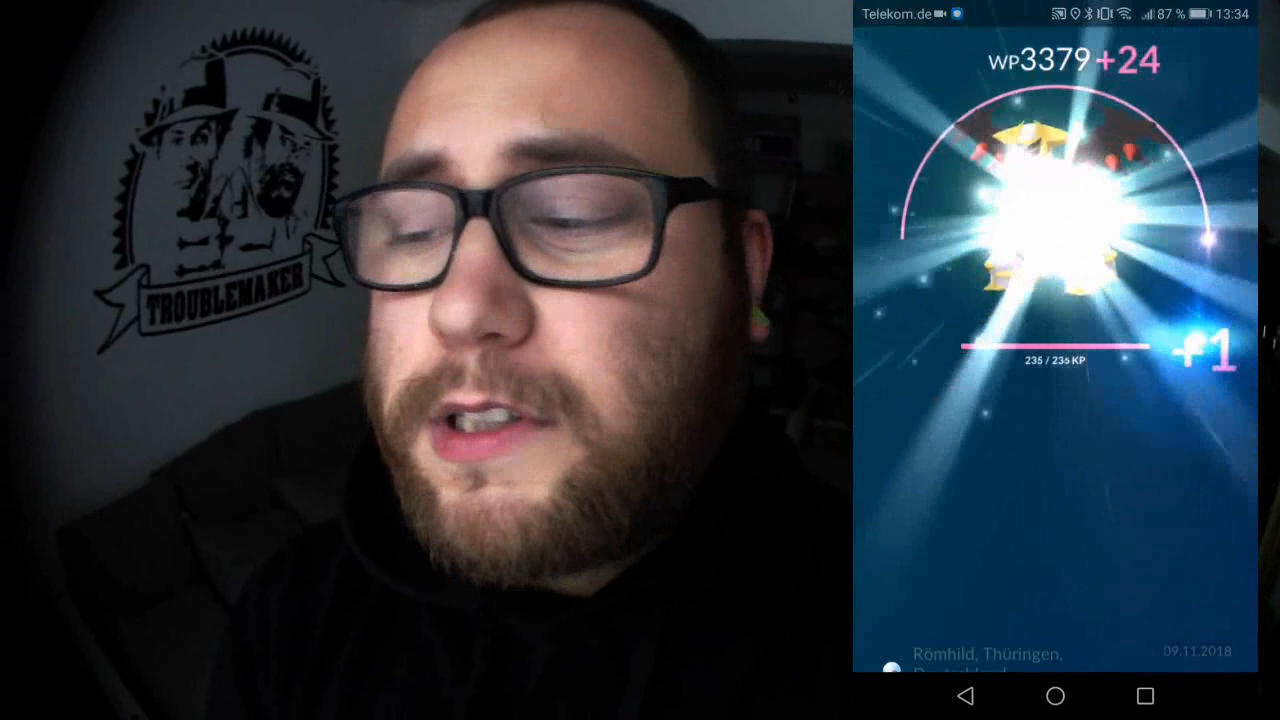 TROUBLEMAKER
Telekom.de 87 % 13:34
WP3379+24
+1
235 / 235 KP
Römhild, Thüringen,
09.11.2018